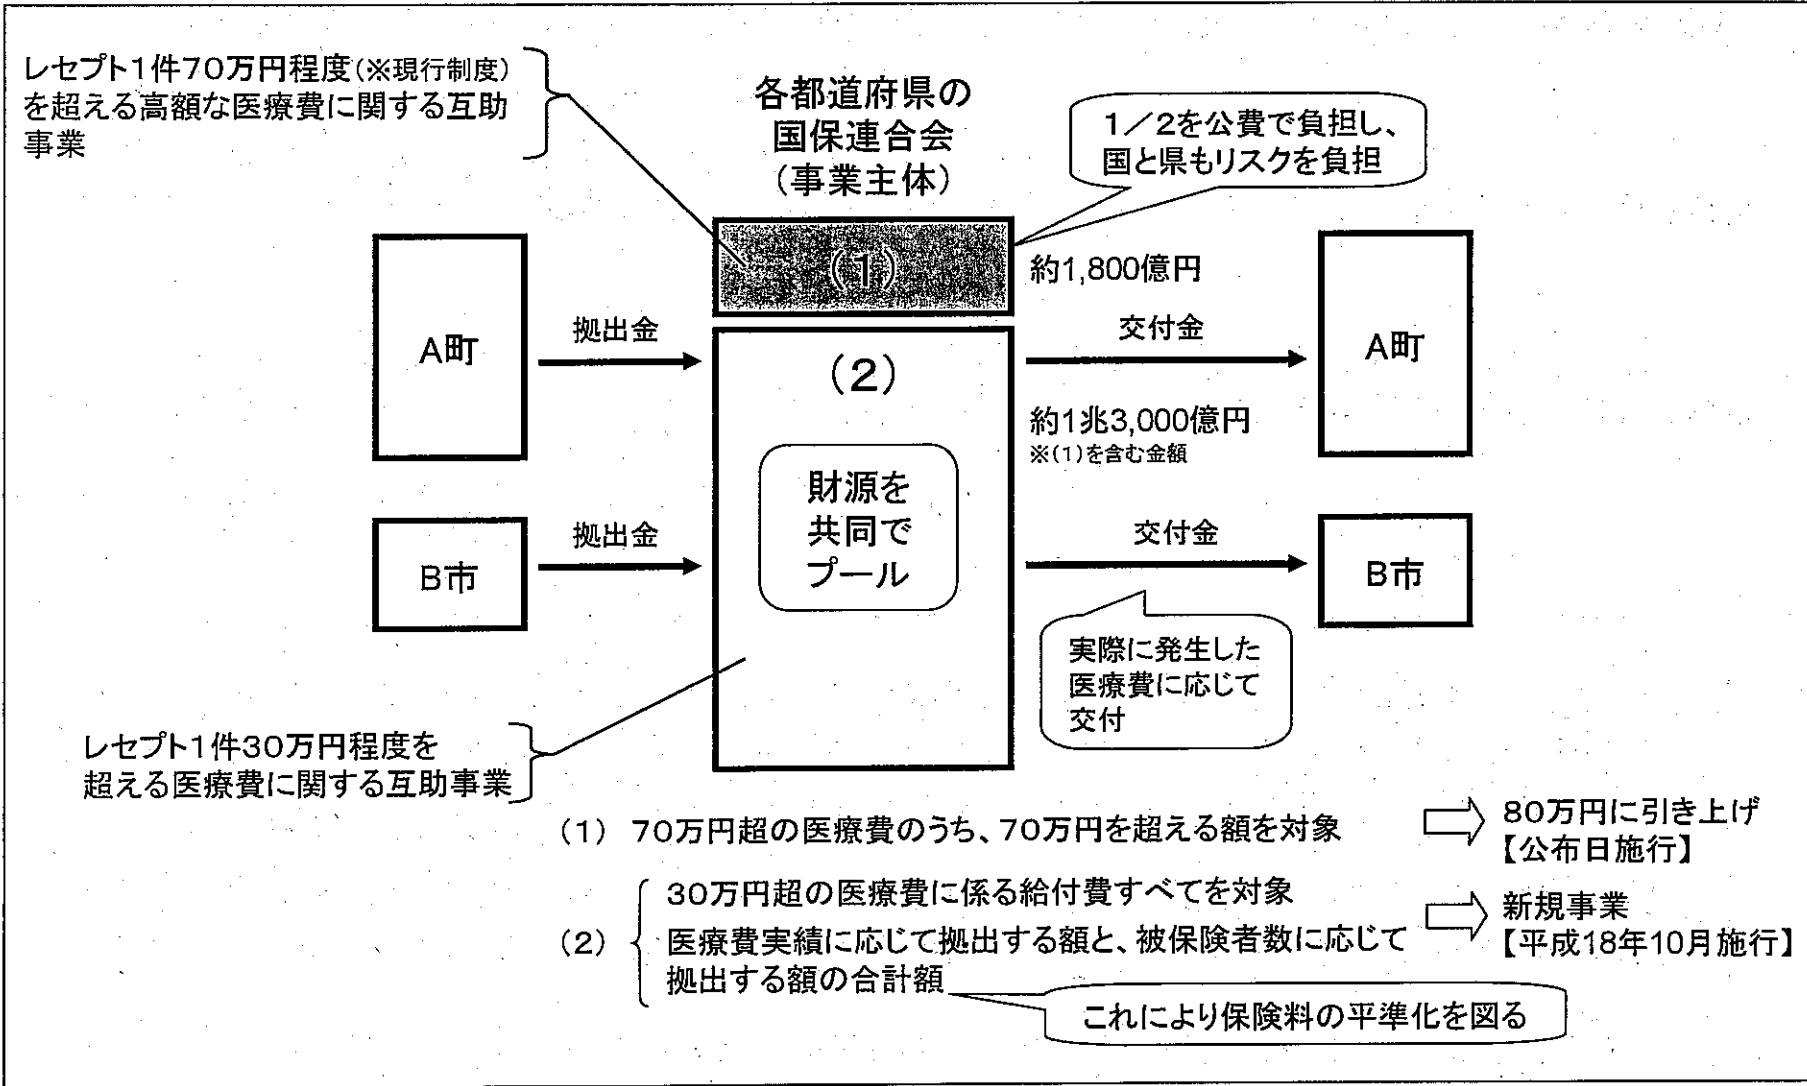 レセプト1件70万円程度(※現行制度)
を超える高額な医療費に関する互助
事業
各都道府県の
国保連合会
(事業主体)
1/2を公費で負担し、
国と県もリスクを負担
(1)
約1,800億円
A町
拠出金
(2)
交付金
A町
約1兆3,000億円
※(1)を含む金額
財源を
共同で
プール
B市
拠出金
交付金
B市
実際に発生した
医療費に応じて
交付
レセプト1件30万円程度を
超える医療費に関する互助事業
(1) 70万円超の医療費のうち、70万円を超える額を対象
80万円に引き上げ
【公布日施行】
(2)
30万円超の医療費に係る給付費すべてを対象
医療費実績に応じて拠出する額と、被保険者数に応じて
拠出する額の合計額
新規事業
【平成18年10月施行】
これにより保険料の平準化を図る